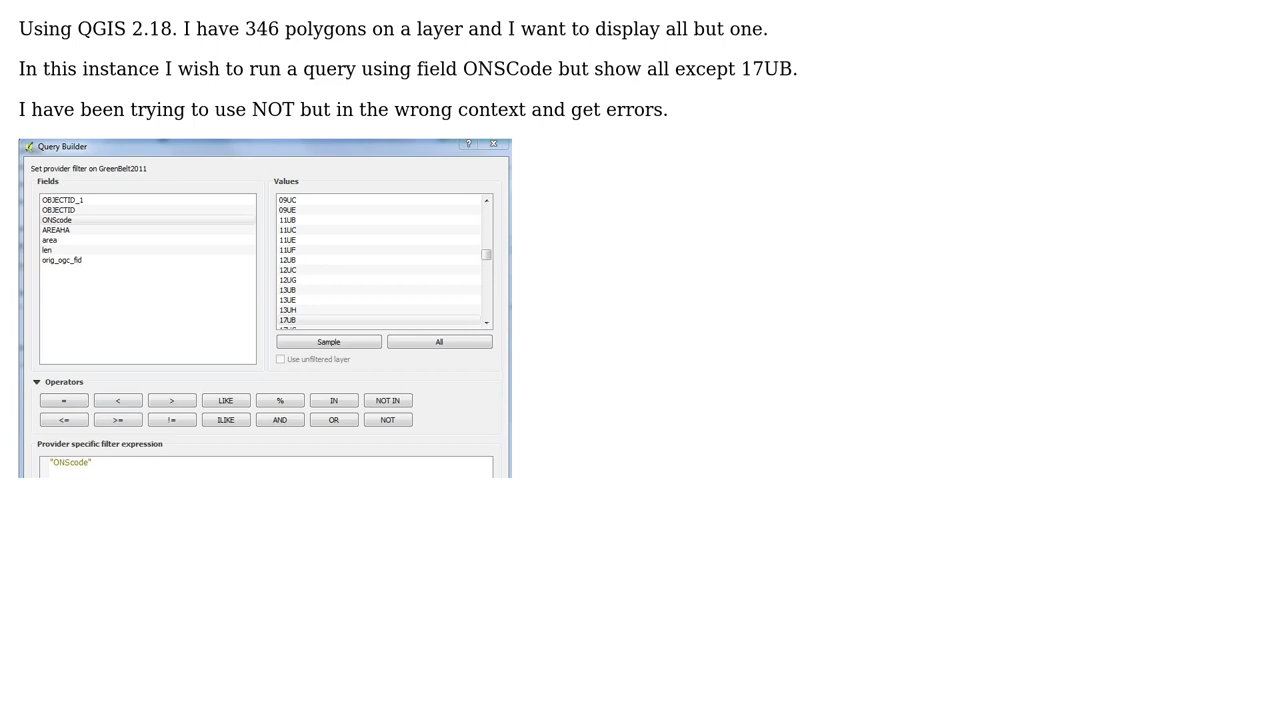 Using QGIS 2.18. I have 346 polygons on a layer and I want to display all but one.
In this instance I wish to run a query using field ONSCode but show all except 17UB.
I have been trying to use NOT but in the wrong context and get errors.
Query Builder
Set provider filter on GreenBelt2011
Fields
OBJECTID_1
OBJECTID
ONScode
AREAHA
area
len
orig_ogc_fid
Values
09UC
09UE
11UB
11UC
11UE
11UF
12UB
12UC
12UG
13UB
13UE
13UH
17UB
Sample All
Use unfiltered layer
Operators
= < > LIKE % IN NOT IN
<= >= != ILIKE AND OR NOT
Provider specific filter expression
"ONScode"